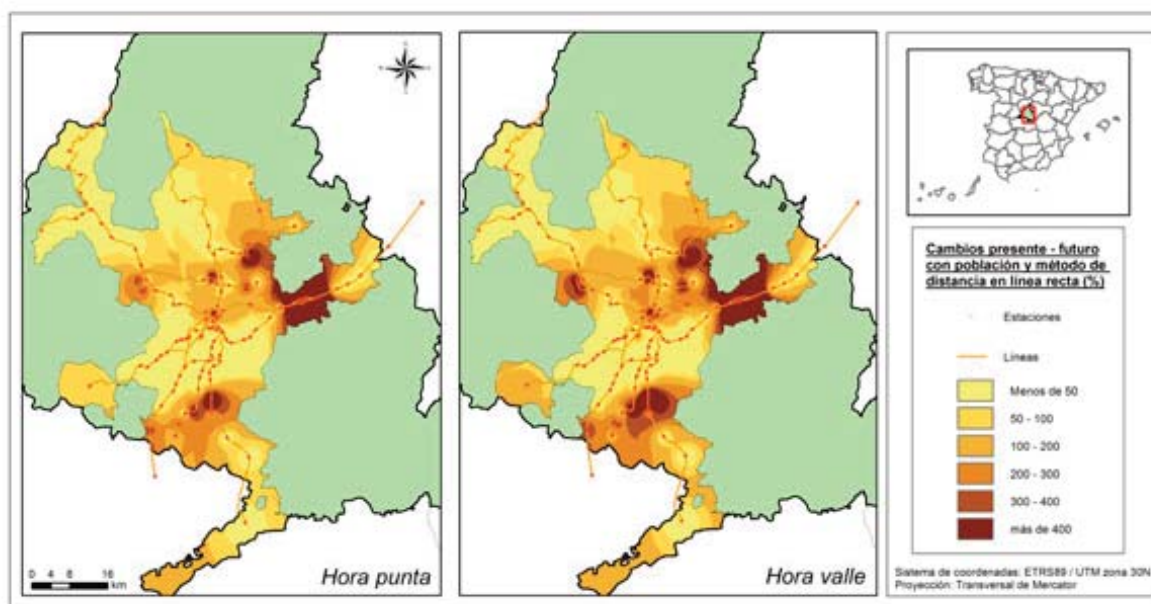 0 4 8 16
km
Hora punta
Hora valle
Cambios presente - futuro
con población y método de
distancia en línea recta (%)
Estaciones
Líneas
Menos de 50
50 - 100
100 - 200
200 - 300
300 - 400
más de 400
Sistema de coordenadas: ETRS89 / UTM zona 30N
Proyección: Transversal de Mercator